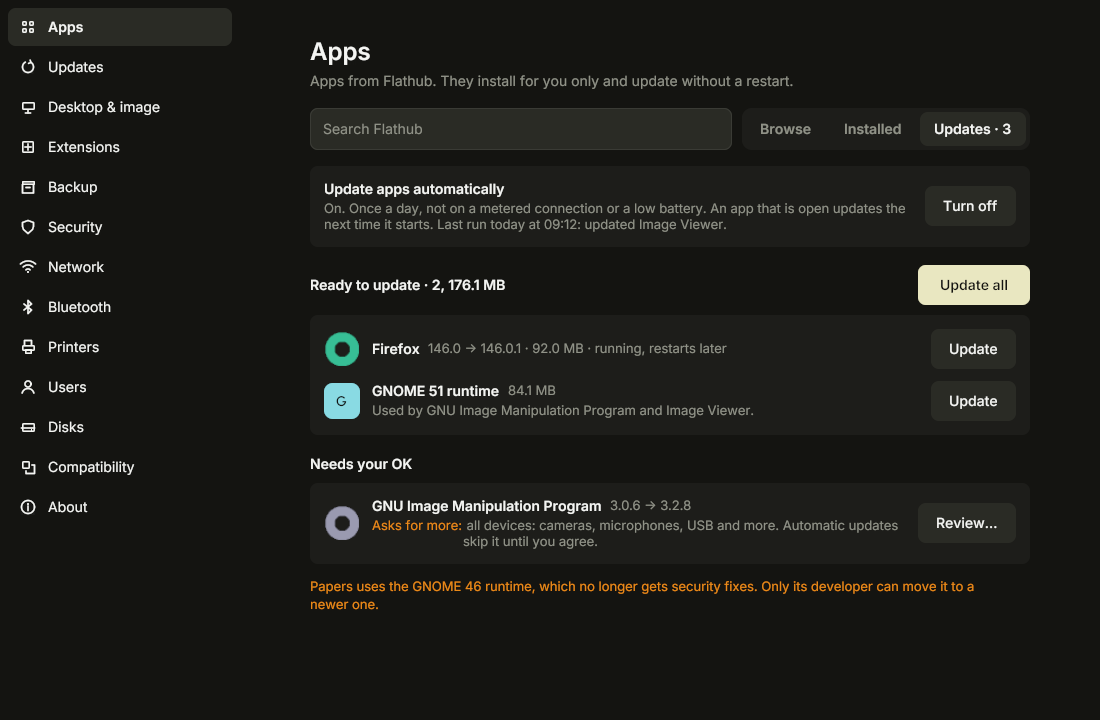 Apps
Updates
Desktop & image
Extensions
Backup
Security
Network
Bluetooth
Printers
Users
Disks
Compatibility
About
Apps
Apps from Flathub. They install for you only and update without a restart.
Search Flathub
Browse
Installed
Updates · 3
Update apps automatically
On. Once a day, not on a metered connection or a low battery. An app that is open updates the
next time it starts. Last run today at 09:12: updated Image Viewer.
Turn off
Ready to update · 2, 176.1 MB
Update all
Firefox 146.0 → 146.0.1 · 92.0 MB · running, restarts later
Update
G
GNOME 51 runtime 84.1 MB
Used by GNU Image Manipulation Program and Image Viewer.
Update
Needs your OK
GNU Image Manipulation Program 3.0.6 → 3.2.8
Asks for more: all devices: cameras, microphones, USB and more. Automatic updates
skip it until you agree.
Review...
Papers uses the GNOME 46 runtime, which no longer gets security fixes. Only its developer can move it to a
newer one.